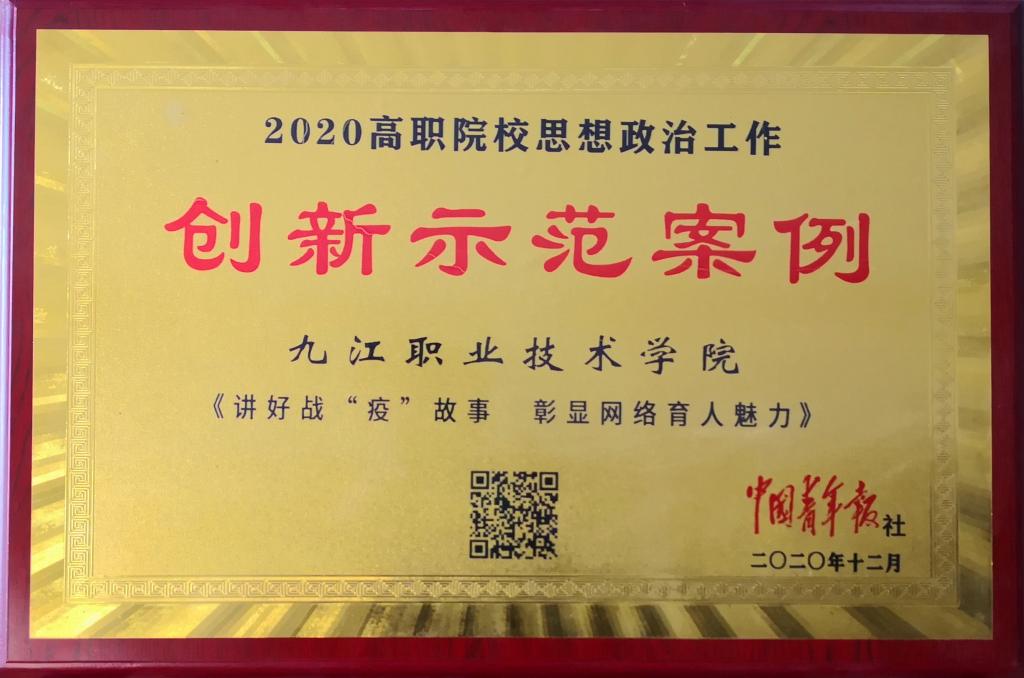 2020高职院校思想政治工作
创新示范案例
九江职业技术学院
《讲好战“疫”故事 彰显网络育人魅力》
中国青年报社
二〇二〇年十二月